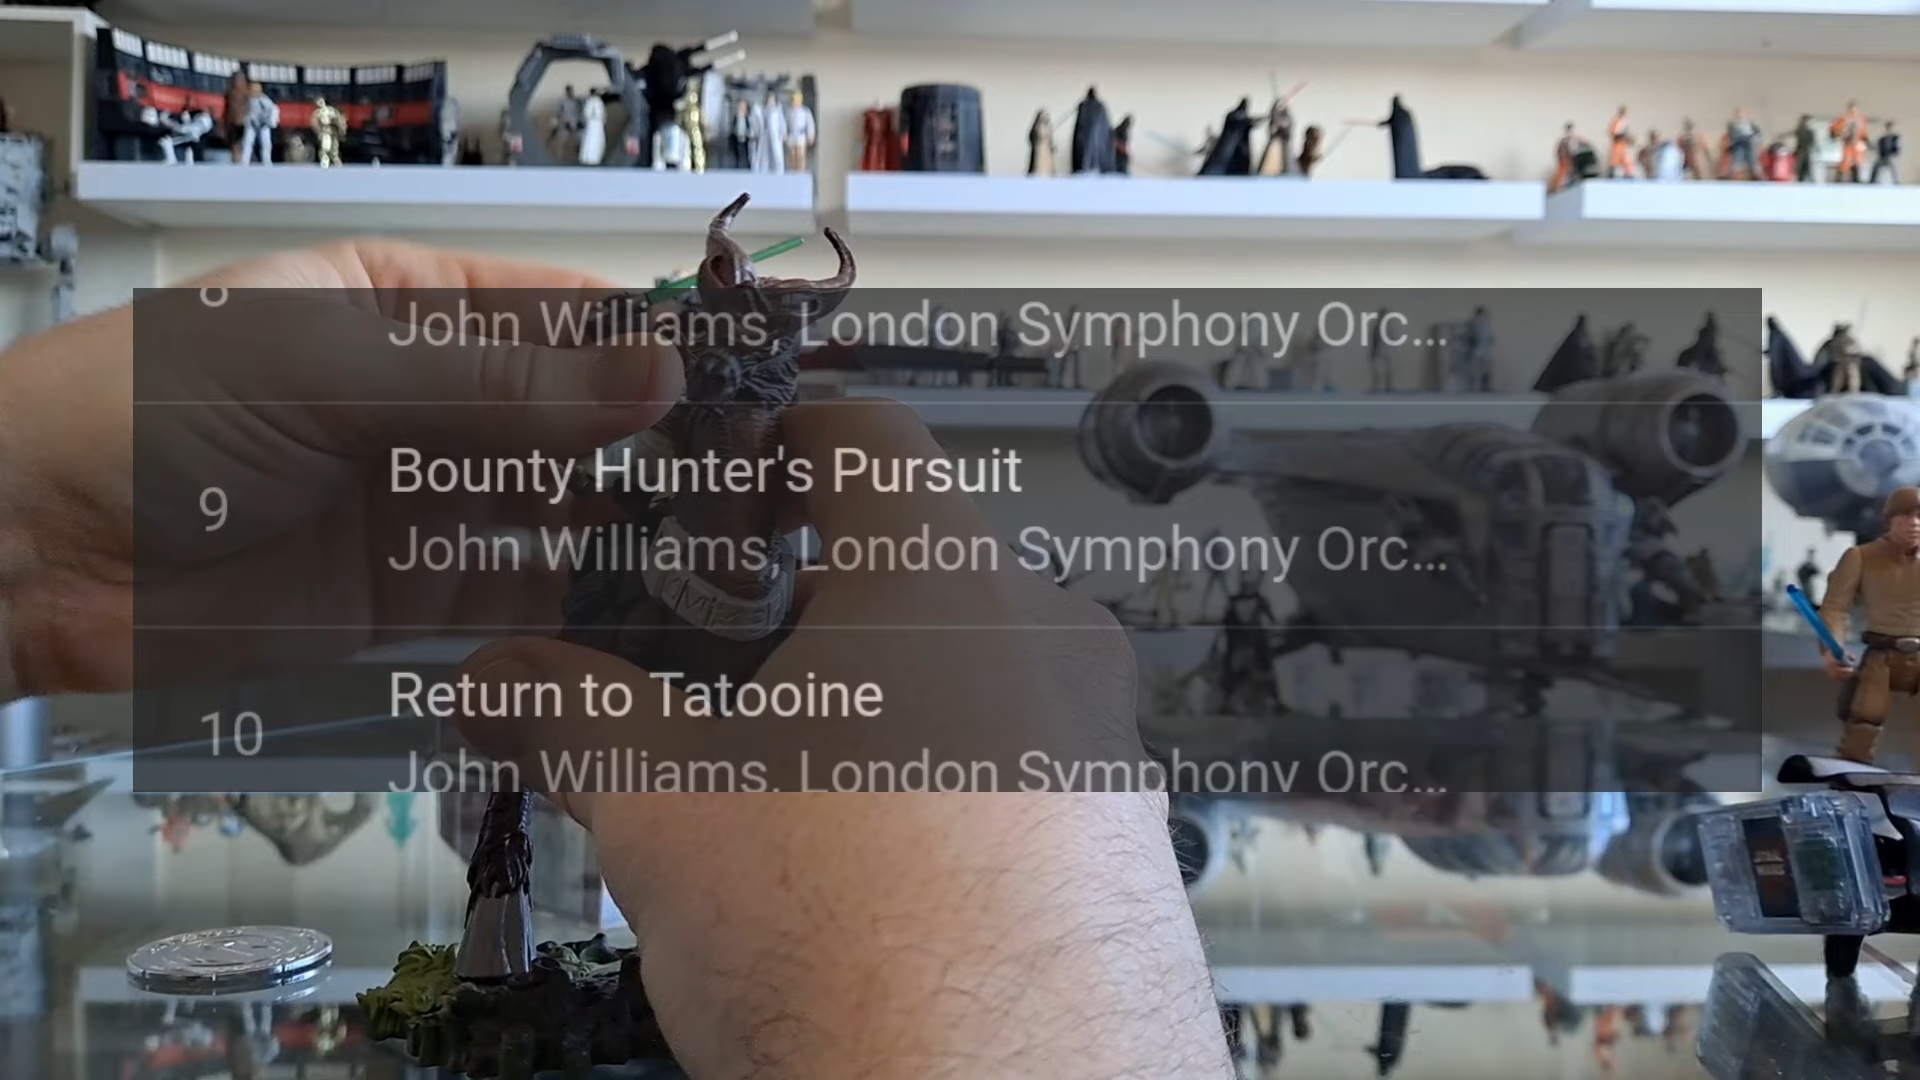 8
John Williams, London Symphony Orc...
9
Bounty Hunter's Pursuit
John Williams, London Symphony Orc...
10
Return to Tatooine
John Williams, London Symphony Orc...